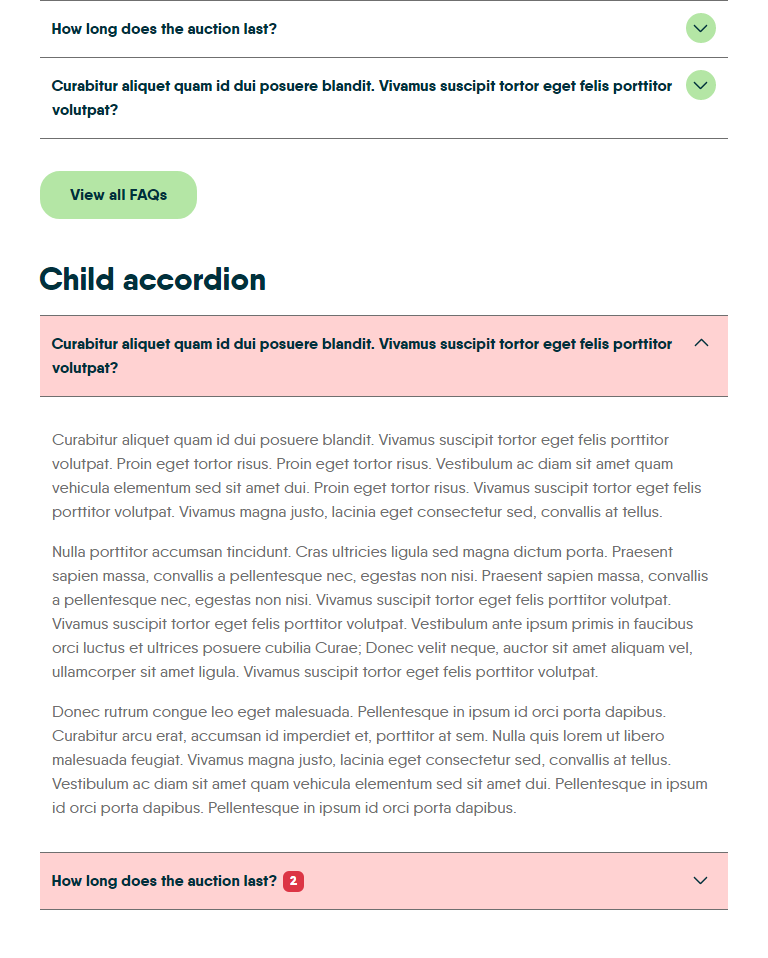 How long does the auction last?
Curabitur aliquet quam id dui posuere blandit. Vivamus suscipit tortor eget felis porttitor
volutpat?
View all FAQs
Child accordion
Curabitur aliquet quam id dui posuere blandit. Vivamus suscipit tortor eget felis porttitor
volutpat?
Curabitur aliquet quam id dui posuere blandit. Vivamus suscipit tortor eget felis porttitor
volutpat. Proin eget tortor risus. Proin eget tortor risus. Vestibulum ac diam sit amet quam
vehicula elementum sed sit amet dui. Proin eget tortor risus. Vivamus suscipit tortor eget felis
porttitor volutpat. Vivamus magna justo, lacinia eget consectetur sed, convallis at tellus.
Nulla porttitor accumsan tincidunt. Cras ultricies ligula sed magna dictum porta. Praesent
sapien massa, convallis a pellentesque nec, egestas non nisi. Praesent sapien massa, convallis
a pellentesque nec, egestas non nisi. Vivamus suscipit tortor eget felis porttitor volutpat.
Vivamus suscipit tortor eget felis porttitor volutpat. Vestibulum ante ipsum primis in faucibus
orci luctus et ultrices posuere cubilia Curae; Donec velit neque, auctor sit amet aliquam vel,
ullamcorper sit amet ligula. Vivamus suscipit tortor eget felis porttitor volutpat.
Donec rutrum congue leo eget malesuada. Pellentesque in ipsum id orci porta dapibus.
Curabitur arcu erat, accumsan id imperdiet et, porttitor at sem. Nulla quis lorem ut libero
malesuada feugiat. Vivamus magna justo, lacinia eget consectetur sed, convallis at tellus.
Vestibulum ac diam sit amet quam vehicula elementum sed sit amet dui. Pellentesque in ipsum
id orci porta dapibus. Pellentesque in ipsum id orci porta dapibus.
How long does the auction last? 2